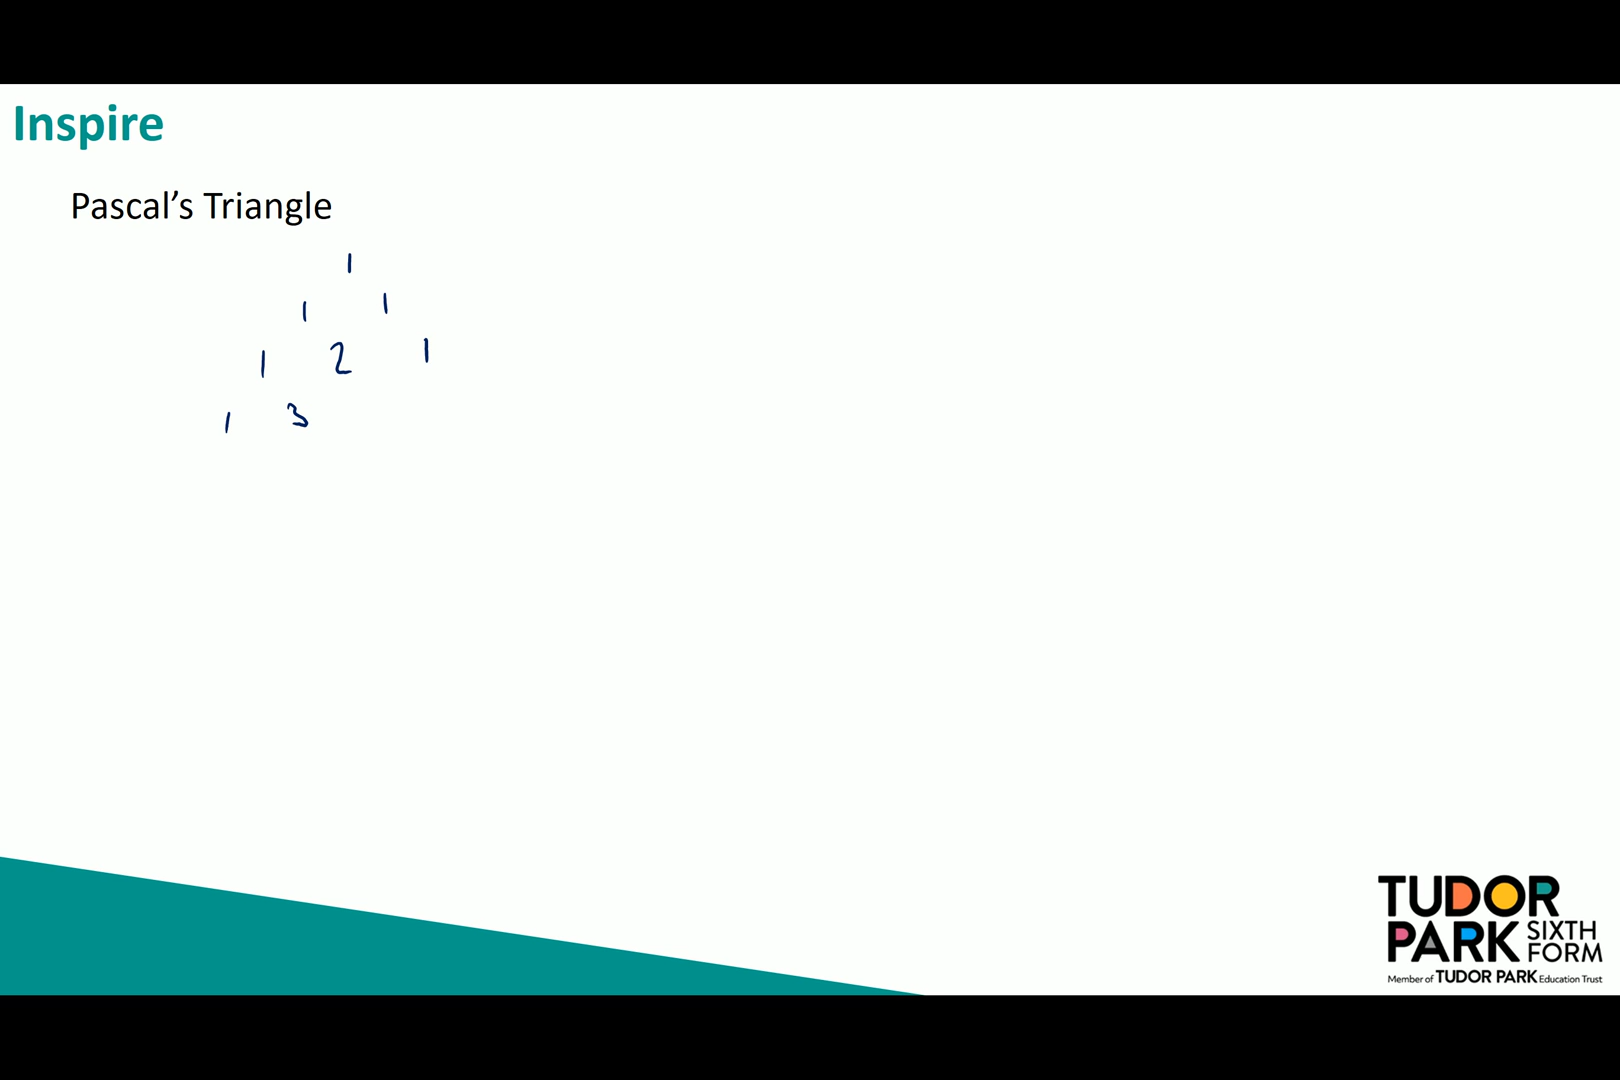 Inspire
Pascal’s Triangle
1
1 1
1 2 1
1 3
TUDOR
PARK SIXTH FORM
Member of TUDOR PARK Education Trust